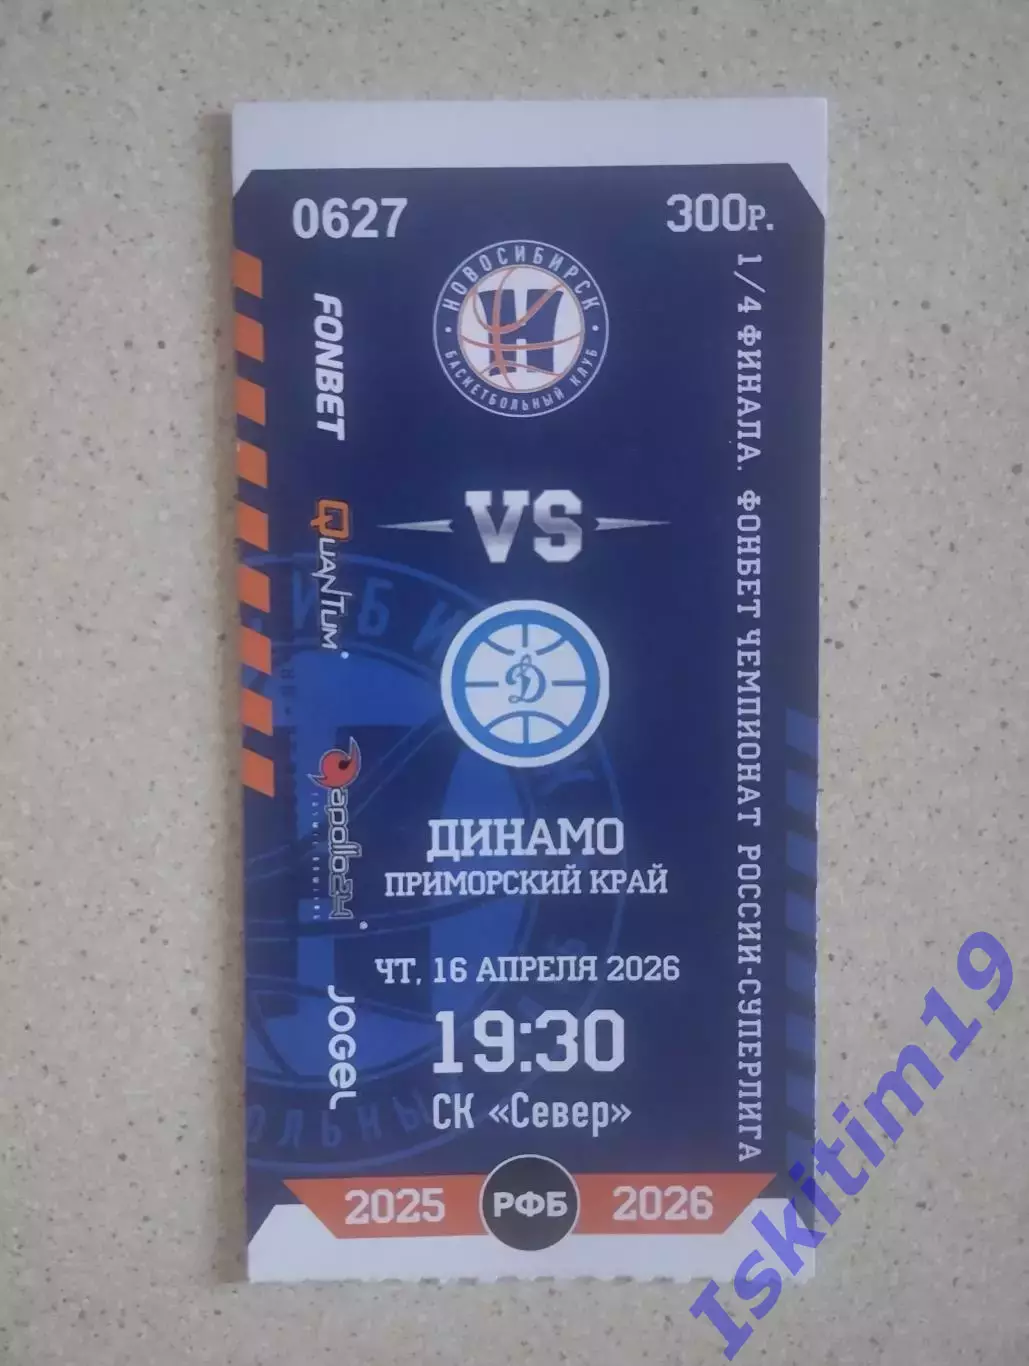 0627
300Р.
НОВОСИБИРСК
БАСКЕТБОЛЬНЫЙ КЛУБ
1/4 ФИНАЛА. ФОНБЕТ ЧЕМПИОНАТ РОССИИ-СУПЕРЛИГА
FONBET
QUANTUM
apollo24
JOGEL
VS
Д
ДИНАМО
ПРИМОРСКИЙ КРАЙ
ЧТ, 16 АПРЕЛЯ 2026
19:30
СК «Север»
2025
РФБ
2026
Iskitim19